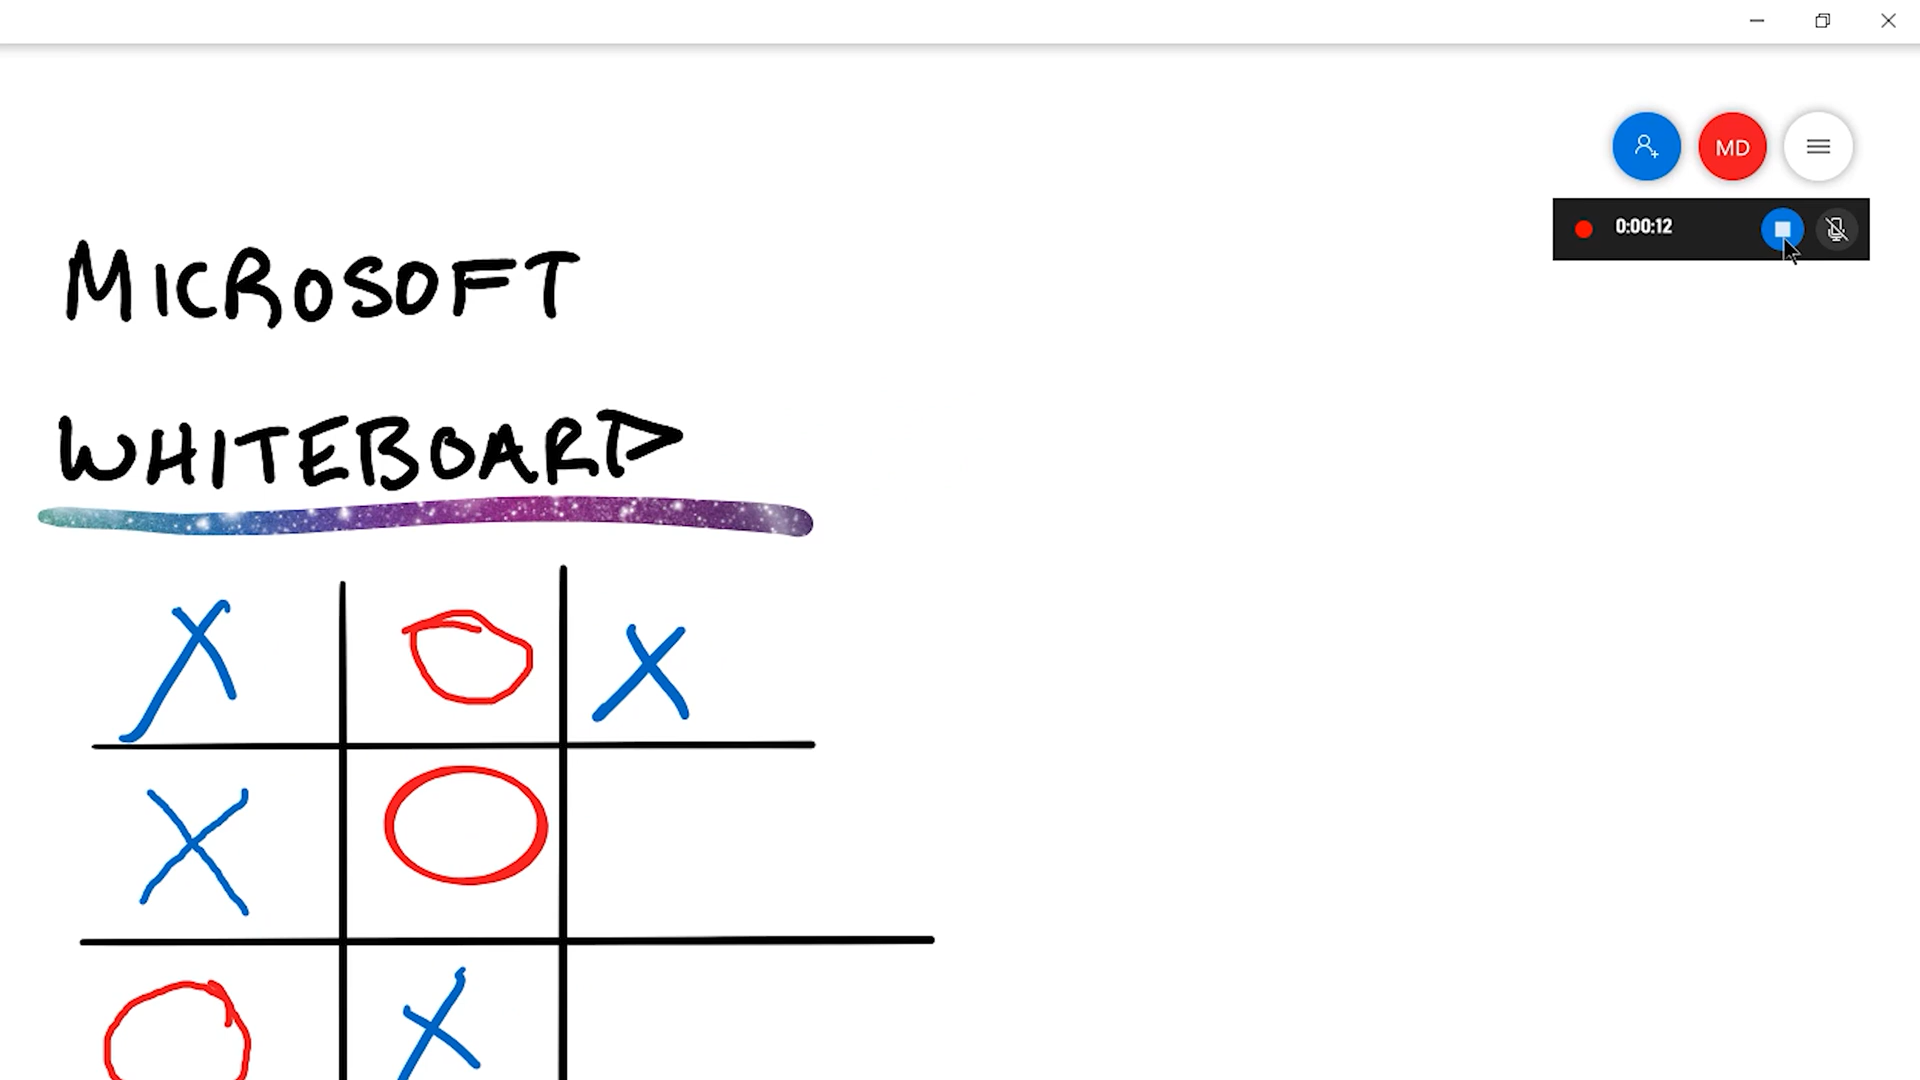 MD
0:00:12
MICROSOFT
WHITEBOARD
X O X
X O
O X